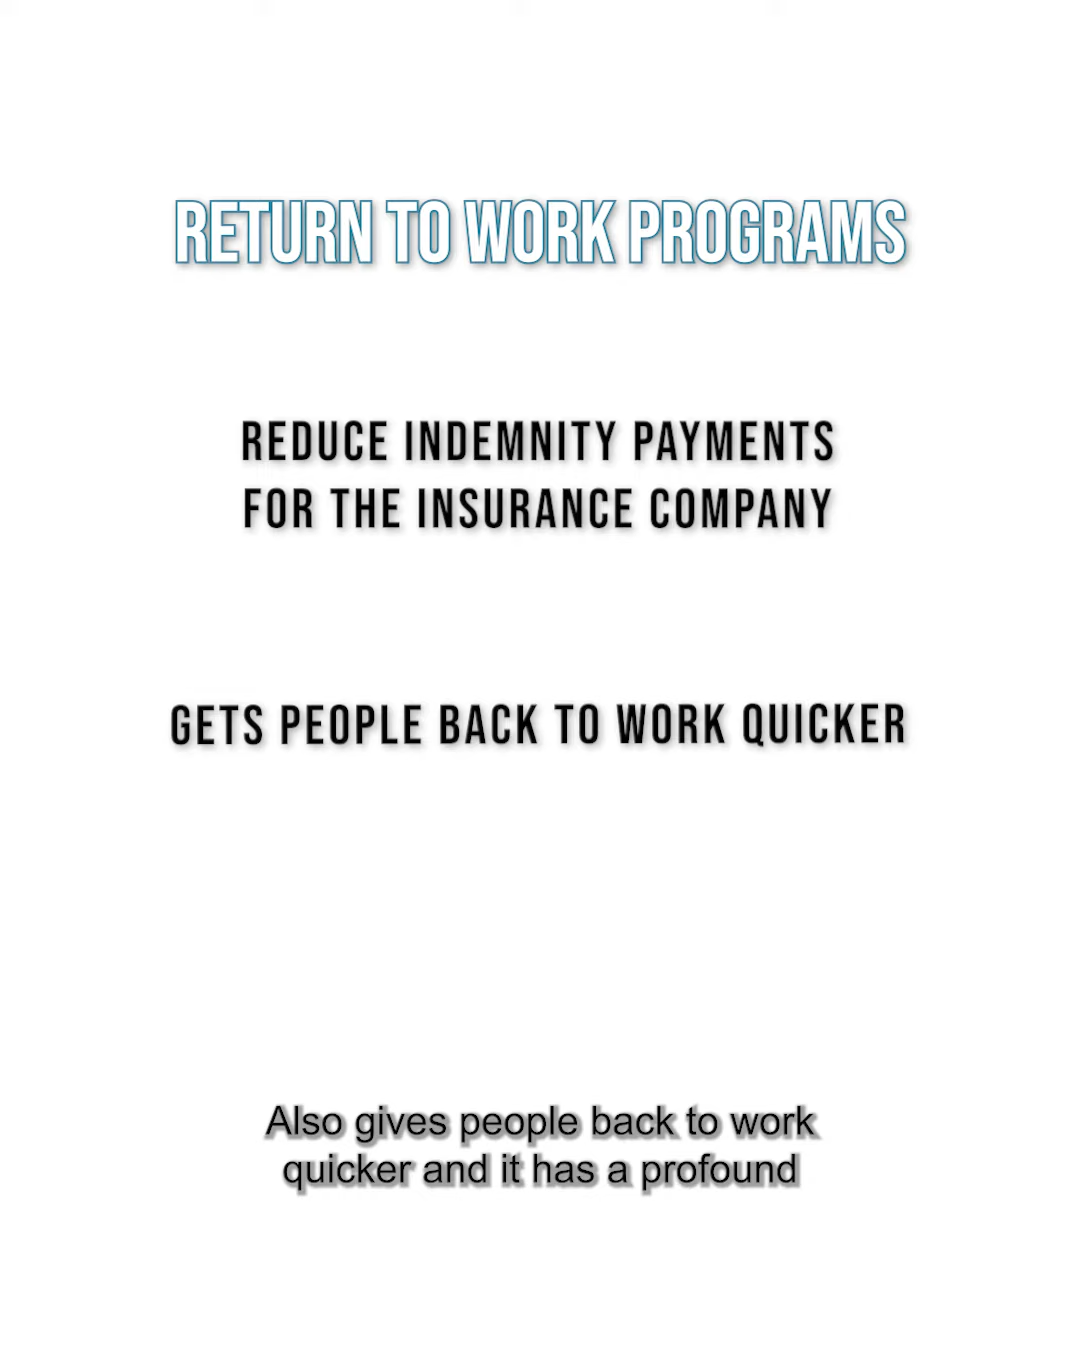 RETURN TO WORK PROGRAMS
REDUCE INDEMNITY PAYMENTS
FOR THE INSURANCE COMPANY
GETS PEOPLE BACK TO WORK QUICKER
Also gives people back to work
quicker and it has a profound